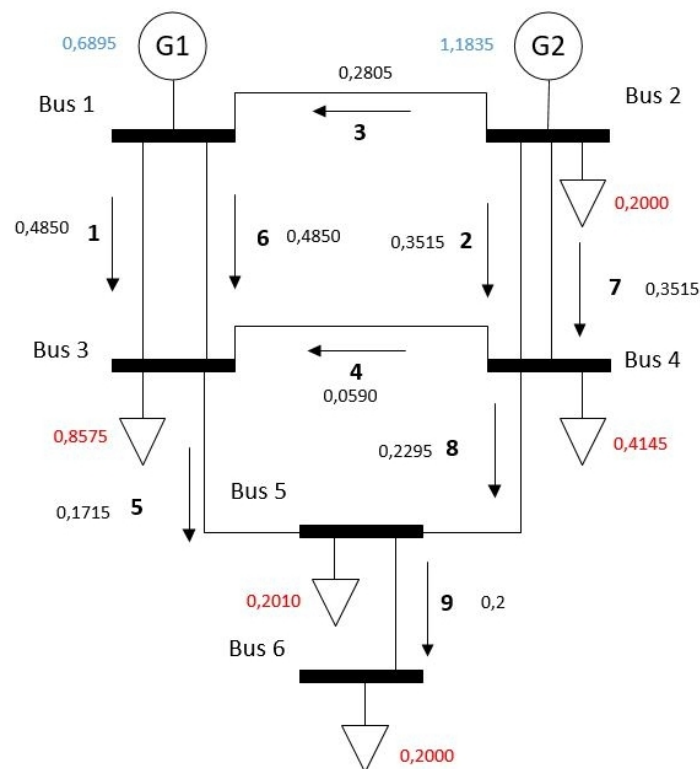 0,6895 G1
1,1835 G2
0,2805
Bus 1
Bus 2
3
0,2000
0,4850 1
6 0,4850
0,3515 2
7 0,3515
Bus 3
Bus 4
4
0,0590
0,8575
0,2295 8
0,4145
0,1715 5
Bus 5
0,2010
9 0,2
Bus 6
0,2000